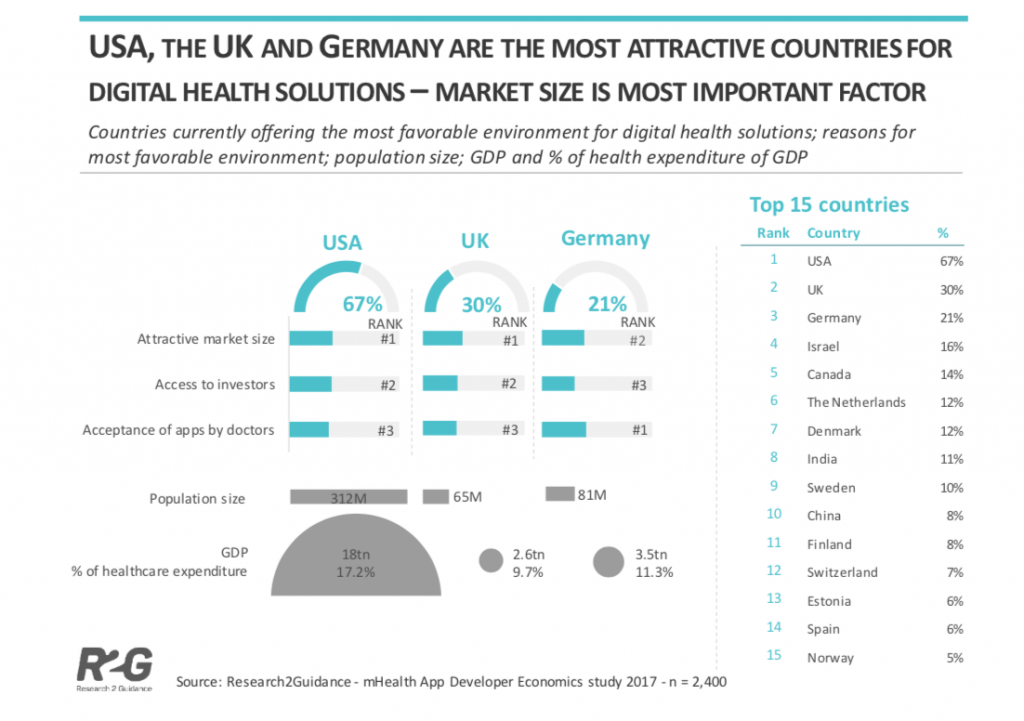 USA, THE UK AND GERMANY ARE THE MOST ATTRACTIVE COUNTRIES FOR
DIGITAL HEALTH SOLUTIONS – MARKET SIZE IS MOST IMPORTANT FACTOR
Countries currently offering the most favorable environment for digital health solutions; reasons for
most favorable environment; population size; GDP and % of health expenditure of GDP
USA
UK
Germany
67%
30%
21%
RANK
RANK
RANK
Attractive market size
#1
#1
#2
Access to investors
#2
#2
#3
Acceptance of apps by doctors
#3
#3
#1
Population size
312M
65M
81M
GDP
% of healthcare expenditure
18tn
17.2%
2.6tn
9.7%
3.5tn
11.3%
Top 15 countries
Rank Country %
1 USA 67%
2 UK 30%
3 Germany 21%
4 Israel 16%
5 Canada 14%
6 The Netherlands 12%
7 Denmark 12%
8 India 11%
9 Sweden 10%
10 China 8%
11 Finland 8%
12 Switzerland 7%
13 Estonia 6%
14 Spain 6%
15 Norway 5%
R2G
Research 2 Guidance
Source: Research2Guidance - mHealth App Developer Economics study 2017 - n = 2,400